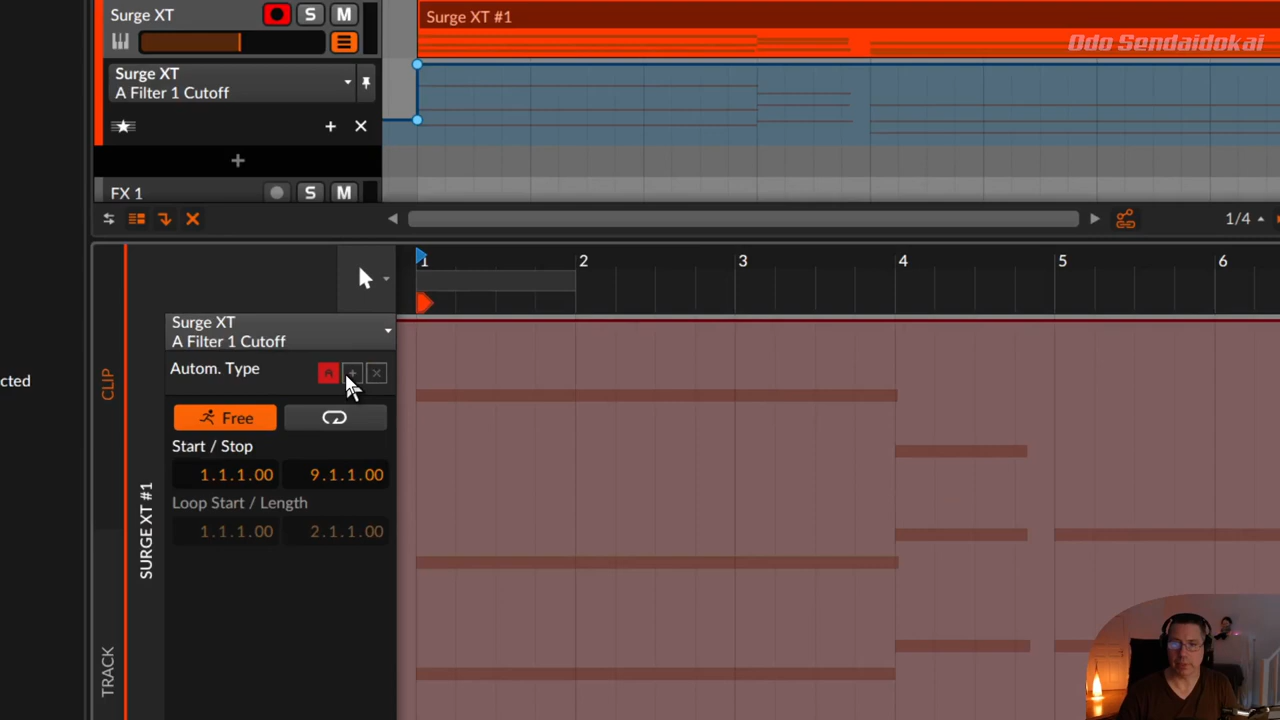 Surge XT
S
M
Surge XT #1
Odo Sendaidokai
Surge XT
A Filter 1 Cutoff
FX 1
S
M
1/4
1
2
3
4
5
6
Surge XT
A Filter 1 Cutoff
CLIP
Autom. Type
cted
Free
Start / Stop
1.1.1.00
9.1.1.00
Loop Start / Length
1.1.1.00
2.1.1.00
SURGE XT #1
TRACK